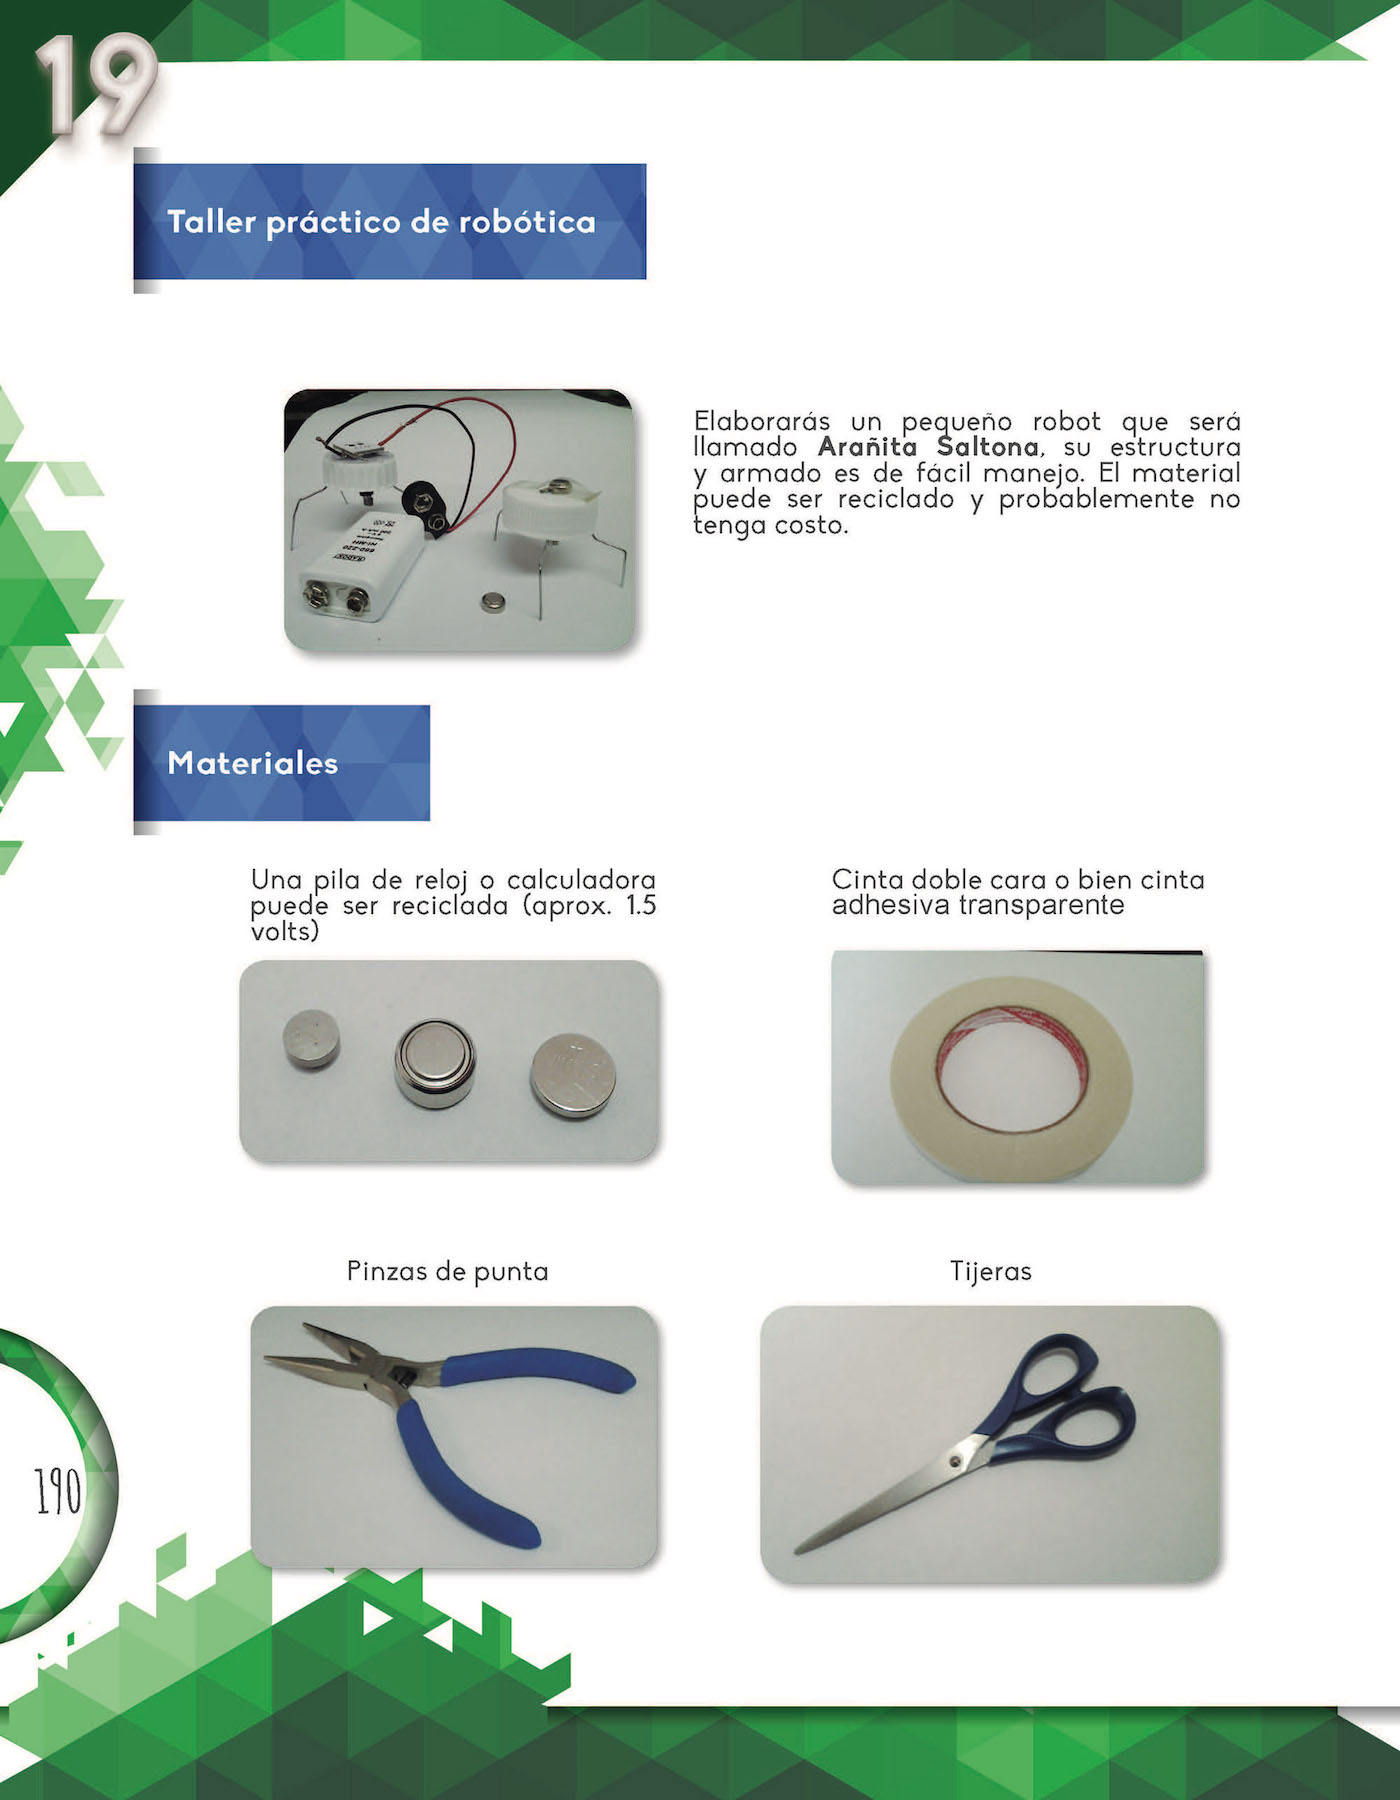 19
Taller práctico de robótica
Elaborarás un pequeño robot que será
llamado Arañita Saltona, su estructura
y armado es de fácil manejo. El material
puede ser reciclado y probablemente no
tenga costo.
Materiales
Una pila de reloj o calculadora
puede ser reciclada (aprox. 1.5
volts)
Cinta doble cara o bien cinta
adhesiva transparente
Pinzas de punta
Tijeras
190